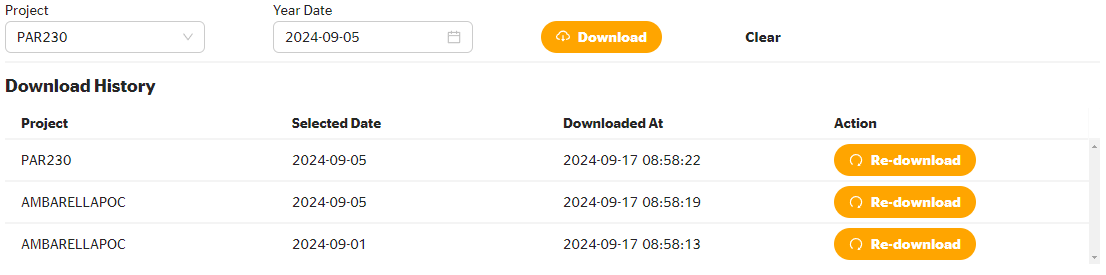 Project Year Date
PAR230 2024-09-05 Download Clear
Download History
Project Selected Date Downloaded At Action
PAR230 2024-09-05 2024-09-17 08:58:22 Re-download
AMBARELLAPOC 2024-09-05 2024-09-17 08:58:19 Re-download
AMBARELLAPOC 2024-09-01 2024-09-17 08:58:13 Re-download